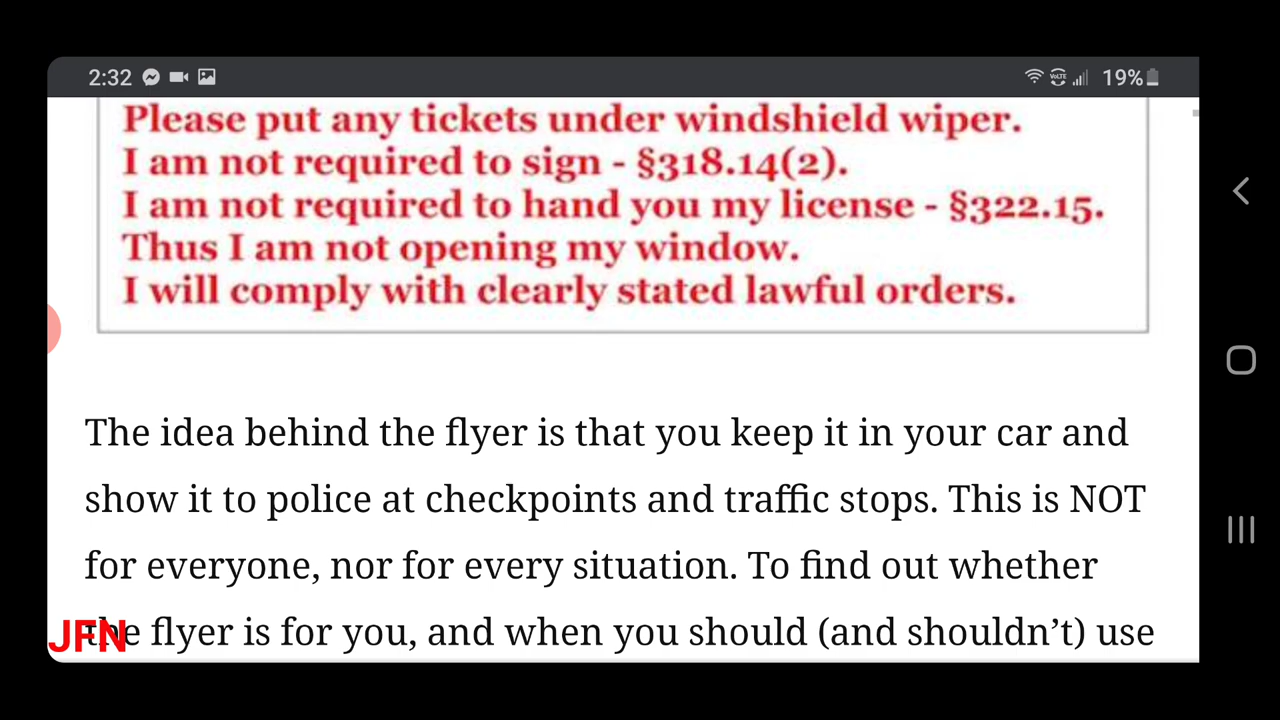 2:32
VoLTE
19%
Please put any tickets under windshield wiper.
I am not required to sign - §318.14(2).
I am not required to hand you my license - §322.15.
Thus I am not opening my window.
I will comply with clearly stated lawful orders.
The idea behind the flyer is that you keep it in your car and
show it to police at checkpoints and traffic stops. This is NOT
for everyone, nor for every situation. To find out whether
the flyer is for you, and when you should (and shouldn’t) use
JFN